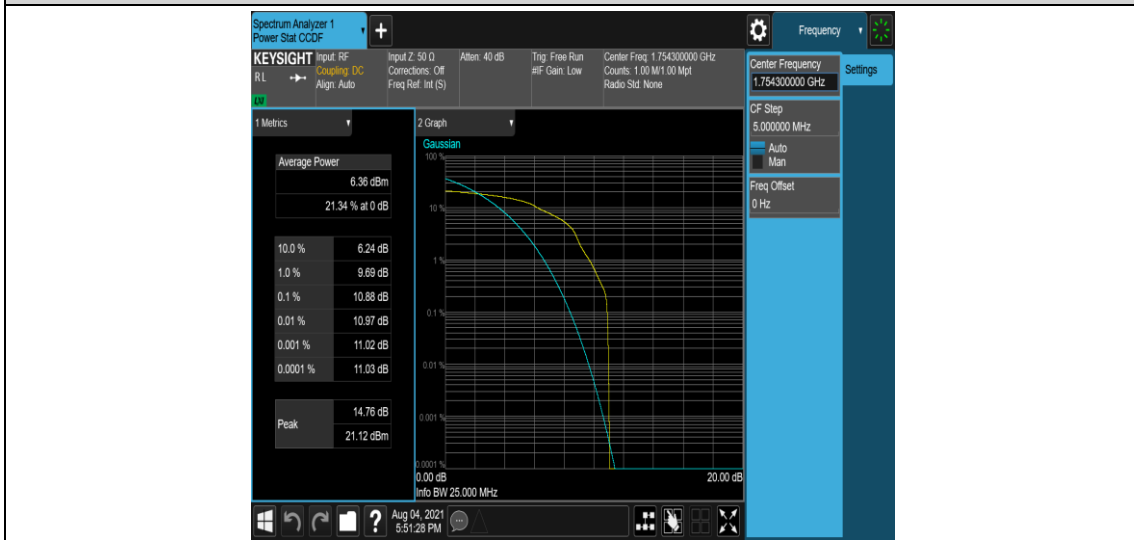 Spectrum Analyzer 1
Power Stat CCDF
+
Frequency
KEYSIGHT
RL
LXI
Input: RF
Coupling: DC
Align: Auto
Input Z: 50 Ω
Corrections: Off
Freq Ref: Int (S)
Atten: 40 dB
Trig: Free Run
#IF Gain: Low
Center Freq: 1.754300000 GHz
Counts: 1.00 M/1.00 Mpt
Radio Std: None
Center Frequency
1.754300000 GHz
Settings
CF Step
5.000000 MHz
Auto
Man
Freq Offset
0 Hz
1 Metrics
Average Power
6.36 dBm
21.34 % at 0 dB
10.0 % 6.24 dB
1.0 % 9.69 dB
0.1 % 10.88 dB
0.01 % 10.97 dB
0.001 % 11.02 dB
0.0001 % 11.03 dB
Peak
14.76 dB
21.12 dBm
2 Graph
Gaussian
100 %
10 %
1 %
0.1 %
0.01 %
0.001 %
0.0001 %
0.00 dB 20.00 dB
Info BW 25.000 MHz
?
Aug 04, 2021
5:51:28 PM